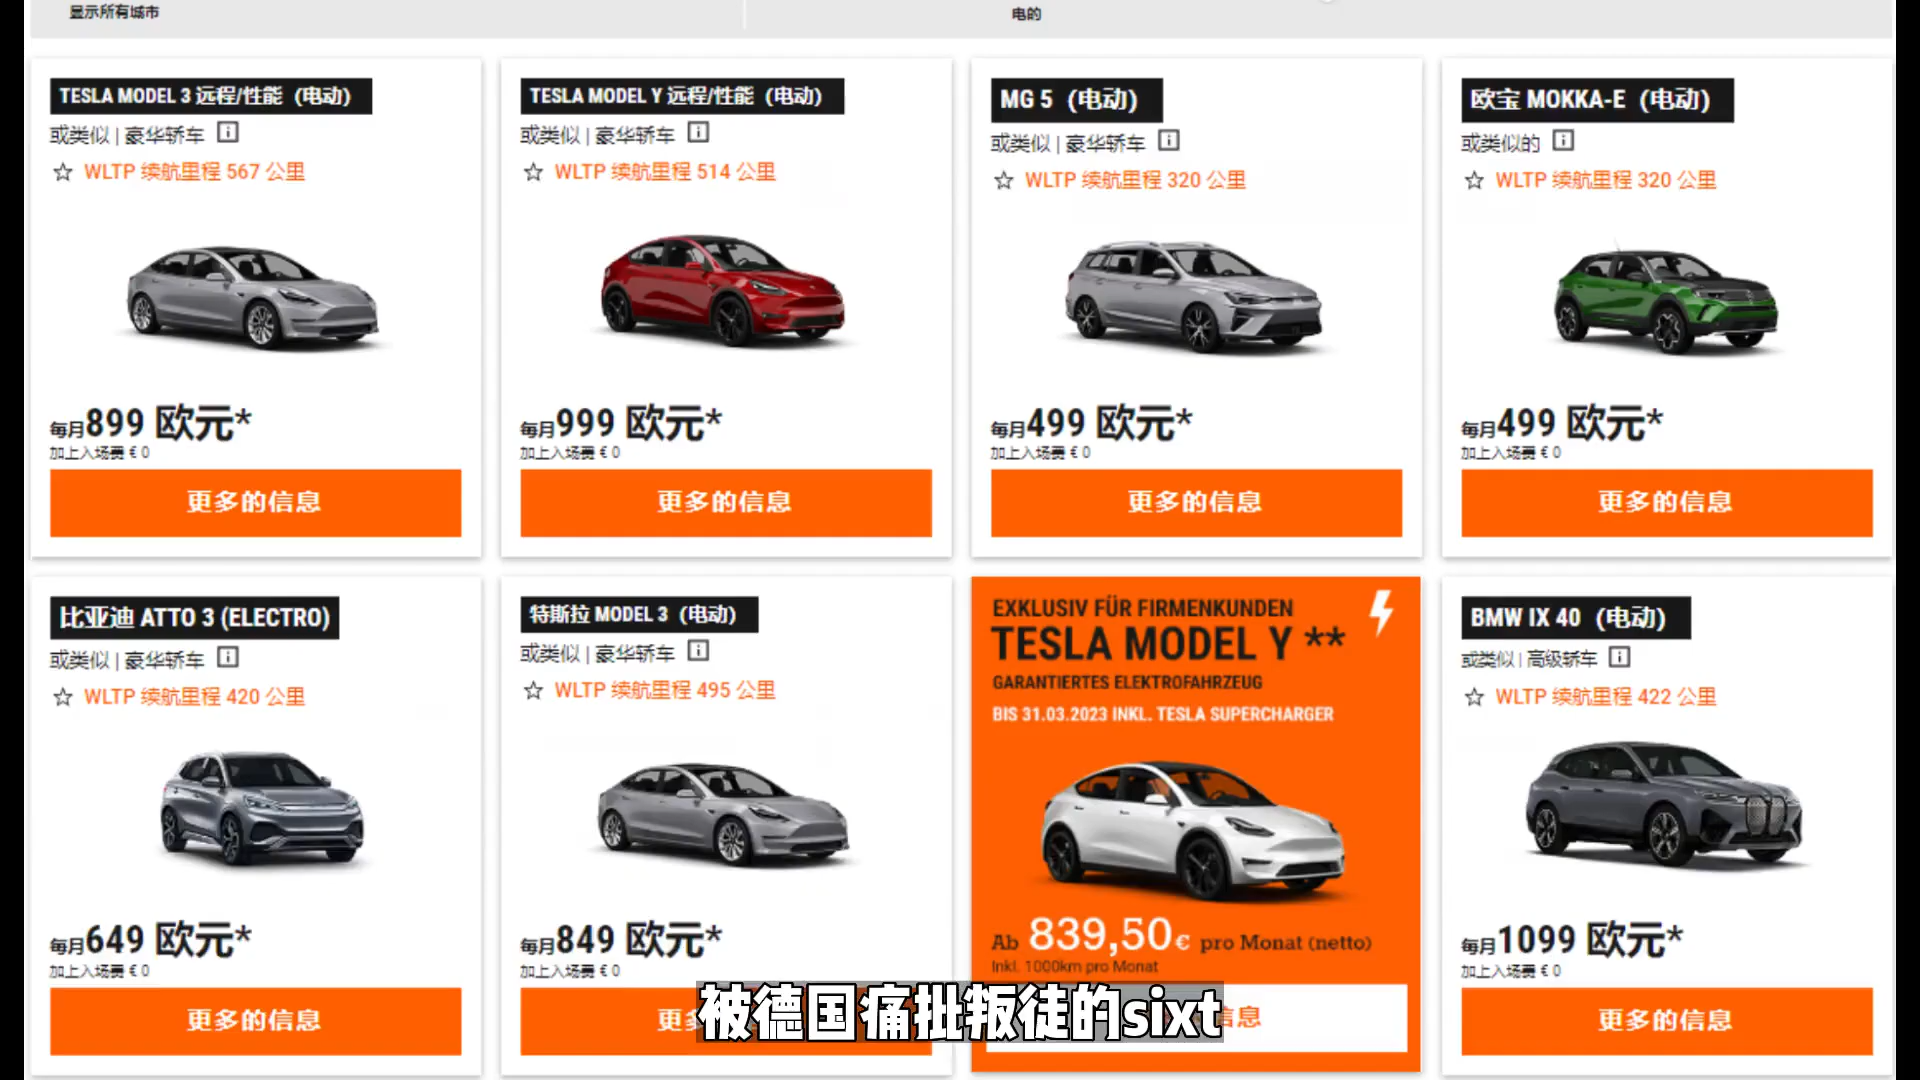 显示所有城市
电的
TESLA MODEL 3 远程/性能（电动）
或类似 | 豪华轿车
WLTP 续航里程 567 公里
每月899 欧元*
加上入场费 € 0
更多的信息
TESLA MODEL Y 远程/性能（电动）
或类似 | 豪华轿车
WLTP 续航里程 514 公里
每月999 欧元*
加上入场费 € 0
更多的信息
MG 5（电动）
或类似 | 豪华轿车
WLTP 续航里程 320 公里
每月499 欧元*
加上入场费 € 0
更多的信息
欧宝 MOKKA-E（电动）
或类似的
WLTP 续航里程 320 公里
每月499 欧元*
加上入场费 € 0
更多的信息
比亚迪 ATTO 3 (ELECTRO)
或类似 | 豪华轿车
WLTP 续航里程 420 公里
每月649 欧元*
加上入场费 € 0
更多的信息
特斯拉 MODEL 3（电动）
或类似 | 豪华轿车
WLTP 续航里程 495 公里
每月849 欧元*
加上入场费 € 0
更
EXKLUSIV FÜR FIRMENKUNDEN
TESLA MODEL Y **
GARANTIERTES ELEKTROFAHRZEUG
BIS 31.03.2023 INKL. TESLA SUPERCHARGER
Ab 839,50€ pro Monat (netto)
Inkl. 1000km pro Monat
息
BMW IX 40（电动）
或类似 | 高级轿车
WLTP 续航里程 422 公里
每月1099 欧元*
加上入场费 € 0
更多的信息
被德国痛批叛徒的sixt